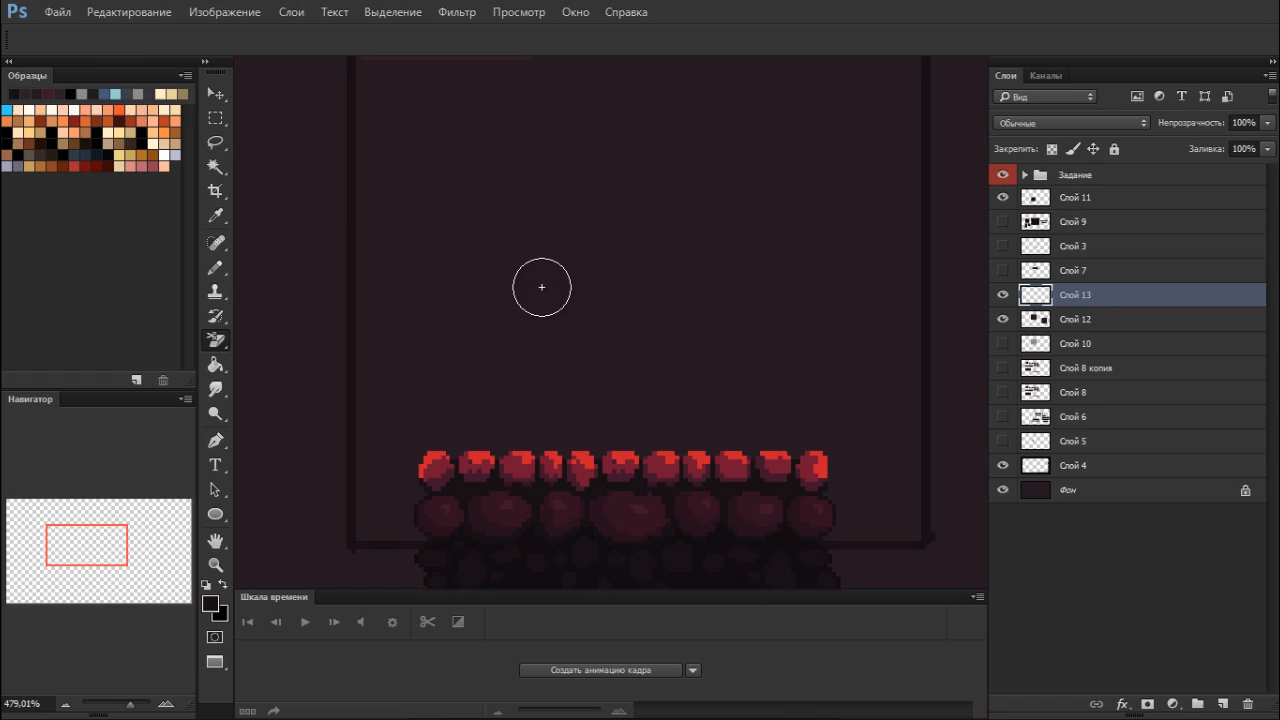 Ps Файл Редактирование Изображение Слои Текст Выделение Фильтр Просмотр Окно Справка
Образцы
Слои Каналы
Вид
Обычные Непрозрачность: 100%
Закрепить: Заливка: 100%
Задание
Слой 11
Слой 9
Слой 3
Слой 7
Слой 13
Слой 12
Слой 10
Слой 8 копия
Слой 8
Слой 6
Слой 5
Слой 4
Фон
Навигатор
479,01%
Шкала времени
Создать анимацию кадра